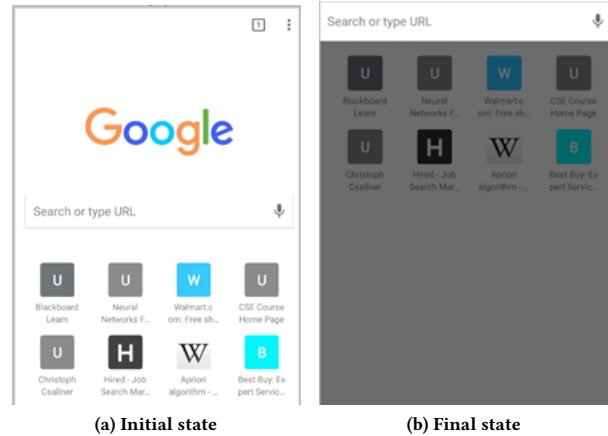 1
Google
Search or type URL
U
U
W
U
Blackboard
Learn
Neural
Networks F...
Walmart.c
om: Free sh...
CSE Course
Home Page
U
H
W
B
Christoph
Csallner
Hired - Job
Search Mar...
Apriori
algorithm - ...
Best Buy: Ex
pert Servic...
(a) Initial state
Search or type URL
U
U
W
U
Blackboard
Learn
Neural
Networks F...
Walmart.c
om: Free sh...
CSE Course
Home Page
U
H
W
B
Christoph
Csallner
Hired - Job
Search Mar...
Apriori
algorithm - ...
Best Buy: Ex
pert Servic...
(b) Final state